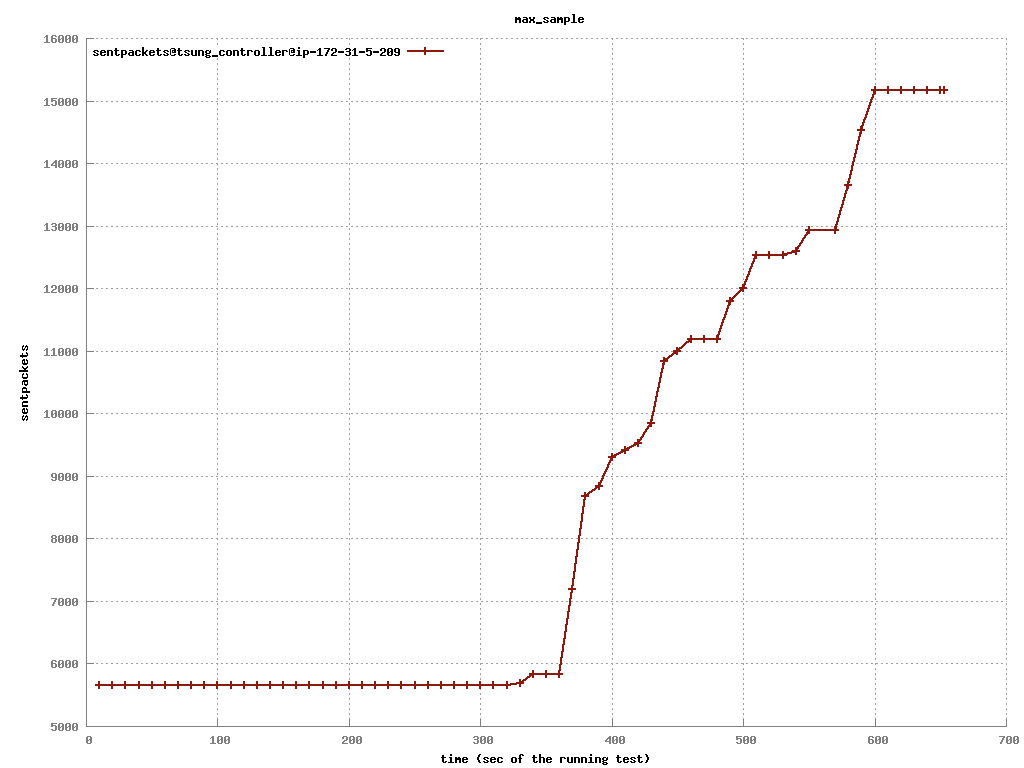 max_sample
sentpackets@tsung_controller@ip-172-31-5-209
16000
15000
14000
13000
12000
11000
10000
9000
8000
7000
6000
5000
sentpackets
0 100 200 300 400 500 600 700
time (sec of the running test)